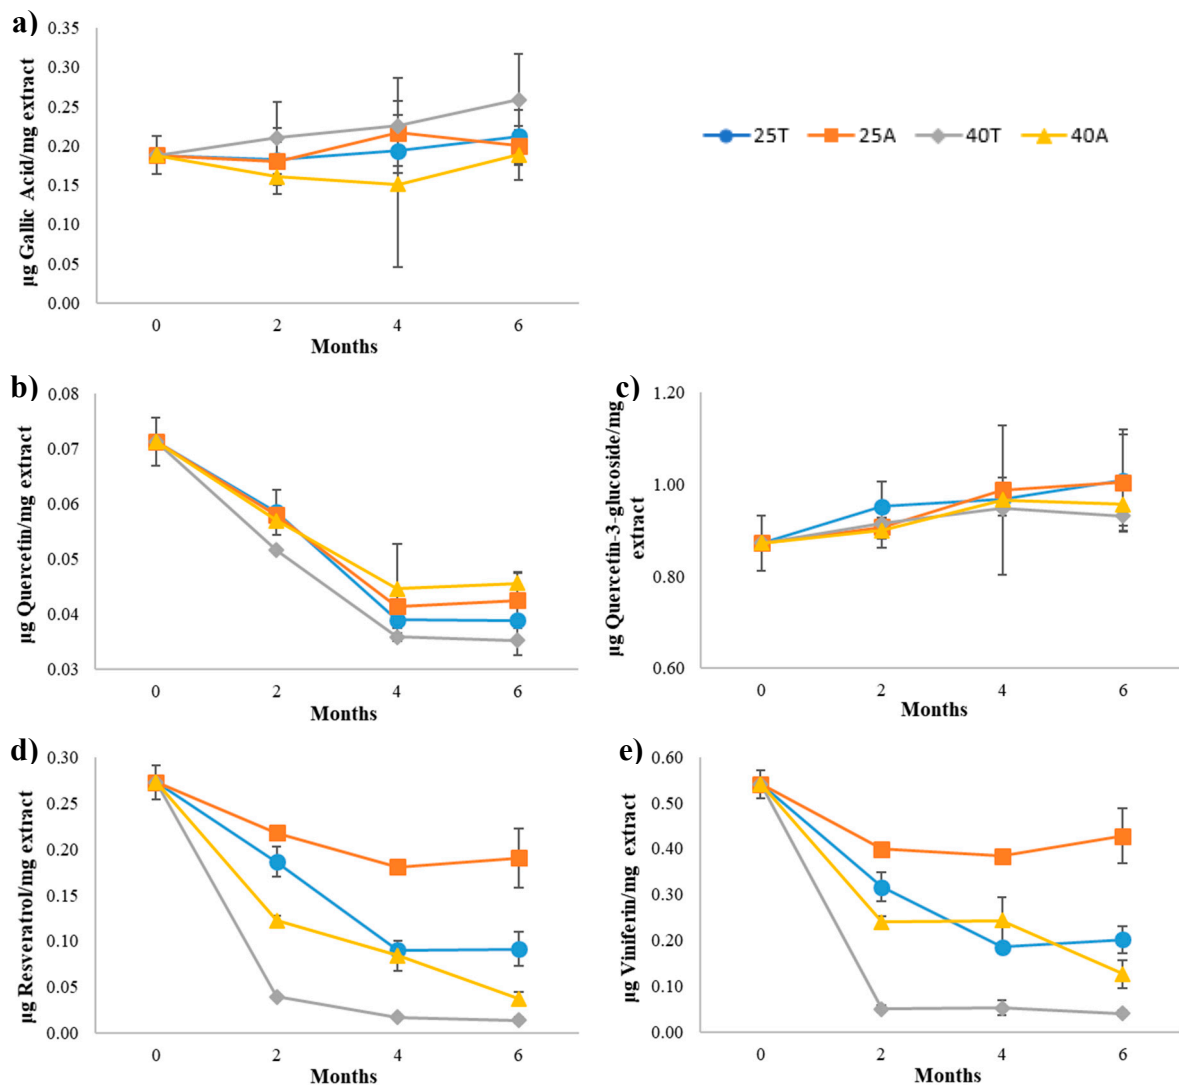 a)
µg Gallic Acid/mg extract
0.35
0.30
0.25
0.20
0.15
0.10
0.05
0.00
0 2 4 6
Months
25T 25A 40T 40A
b)
µg Quercetin/mg extract
0.08
0.07
0.06
0.05
0.04
0.03
0 2 4 6
Months
c)
µg Quercetin-3-glucoside/mg
extract
1.20
1.00
0.80
0.60
0 2 4 6
Months
d)
µg Resveratrol/mg extract
0.30
0.25
0.20
0.15
0.10
0.05
0.00
0 2 4 6
Months
e)
µg Viniferin/mg extract
0.60
0.50
0.40
0.30
0.20
0.10
0.00
0 2 4 6
Months